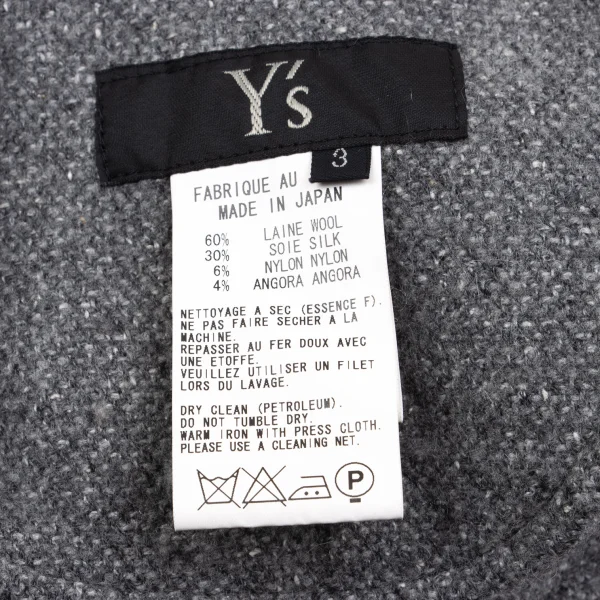 Y's
3
FABRIQUE AU
MADE IN JAPAN
60% LAINE WOOL
30% SOIE SILK
6% NYLON NYLON
4% ANGORA ANGORA
NETTOYAGE A SEC (ESSENCE F).
NE PAS FAIRE SECHER A LA
MACHINE.
REPASSER AU FER DOUX AVEC
UNE ETOFFE.
VEUILLEZ UTILISER UN FILET
LORS DU LAVAGE.
DRY CLEAN (PETROLEUM).
DO NOT TUMBLE DRY.
WARM IRON WITH PRESS CLOTH.
PLEASE USE A CLEANING NET.
P